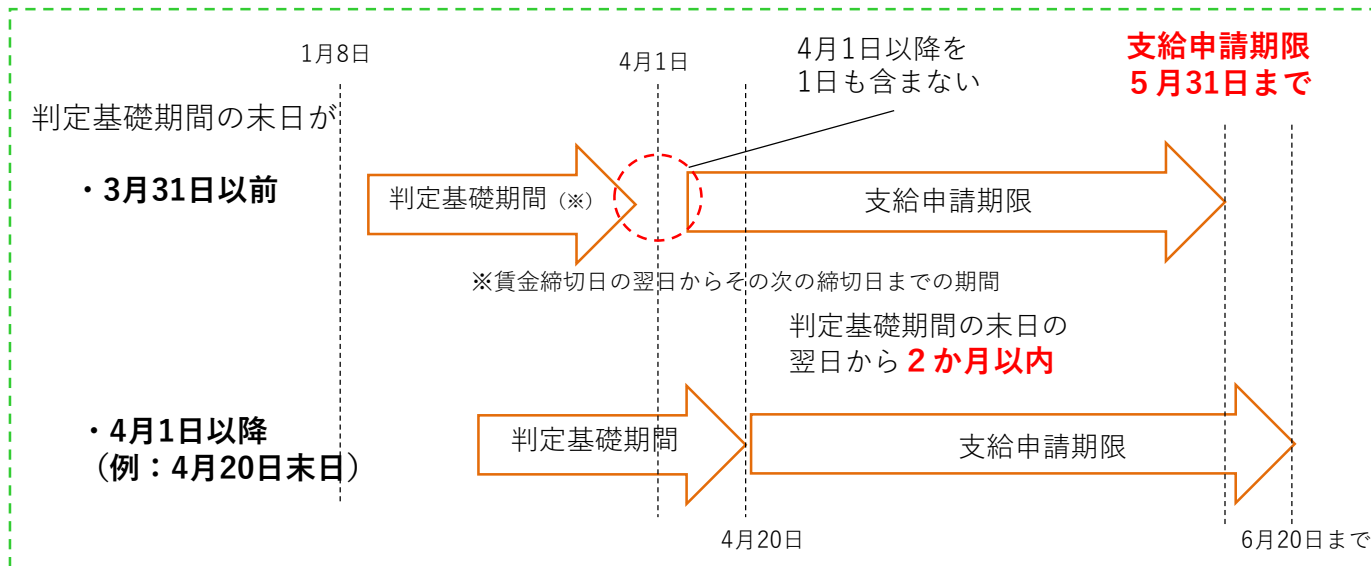 1月8日
4月1日
4月1日以降を
1日も含まない
支給申請期限
５月31日まで
判定基礎期間の末日が
・3月31日以前
判定基礎期間（※）
支給申請期限
※賃金締切日の翌日からその次の締切日までの期間
判定基礎期間の末日の
翌日から２か月以内
・4月1日以降
（例：4月20日末日）
判定基礎期間
支給申請期限
4月20日
6月20日まで